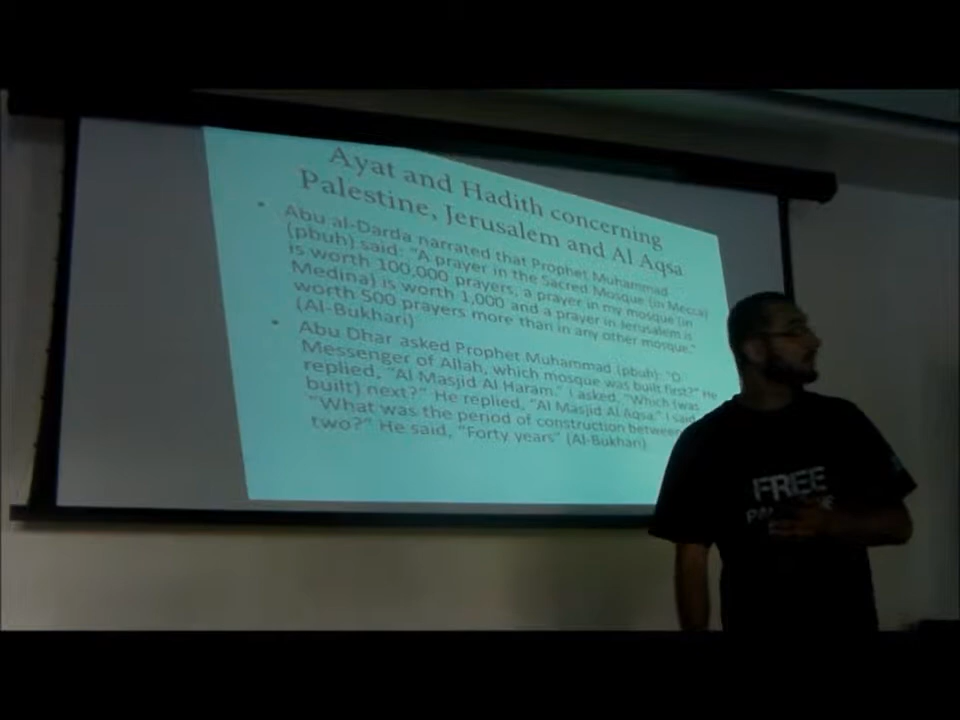 Ayat and Hadith concerning
Palestine, Jerusalem and Al Aqsa
• Abu al-Darda narrated that Prophet Muhammad
(pbuh) said: "A prayer in the Sacred Mosque (in Mecca)
is worth 100,000 prayers, a prayer in my mosque (in
Medina) is worth 1,000 and a prayer in Jerusalem is
worth 500 prayers more than in any other mosque."
(Al-Bukhari)
• Abu Dhar asked Prophet Muhammad (pbuh): "O
Messenger of Allah, which mosque was built first?" He
replied, "Al Masjid Al Haram." I asked, "Which (was
built) next?" He replied, "Al Masjid Al Aqsa." I said,
"What was the period of construction between
two?" He said, "Forty years" (Al-Bukhari)
FREE